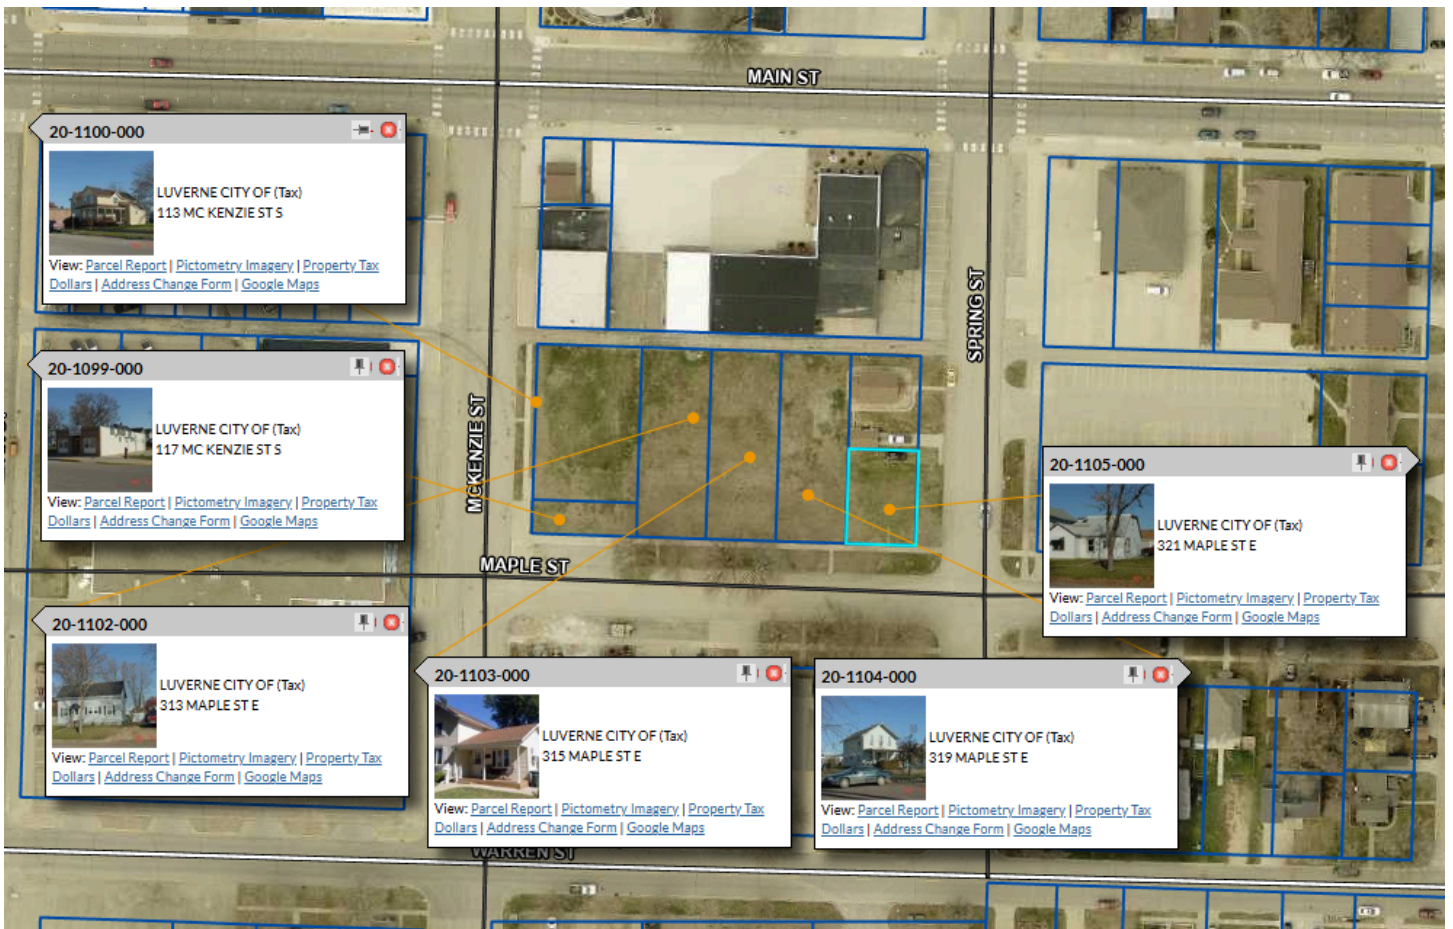 MAIN ST
20-1100-000
LUVERNE CITY OF (Tax)
113 MC KENZIE ST S
View: Parcel Report | Pictometry Imagery | Property Tax
Dollars | Address Change Form | Google Maps
SPRING ST
20-1099-000
LUVERNE CITY OF (Tax)
117 MC KENZIE ST S
View: Parcel Report | Pictometry Imagery | Property Tax
Dollars | Address Change Form | Google Maps
MCKENZIE ST
20-1105-000
LUVERNE CITY OF (Tax)
321 MAPLE ST E
View: Parcel Report | Pictometry Imagery | Property Tax
Dollars | Address Change Form | Google Maps
MAPLE ST
20-1102-000
LUVERNE CITY OF (Tax)
313 MAPLE ST E
View: Parcel Report | Pictometry Imagery | Property Tax
Dollars | Address Change Form | Google Maps
20-1103-000
LUVERNE CITY OF (Tax)
315 MAPLE ST E
View: Parcel Report | Pictometry Imagery | Property Tax
Dollars | Address Change Form | Google Maps
20-1104-000
LUVERNE CITY OF (Tax)
319 MAPLE ST E
View: Parcel Report | Pictometry Imagery | Property Tax
Dollars | Address Change Form | Google Maps
WARREN ST